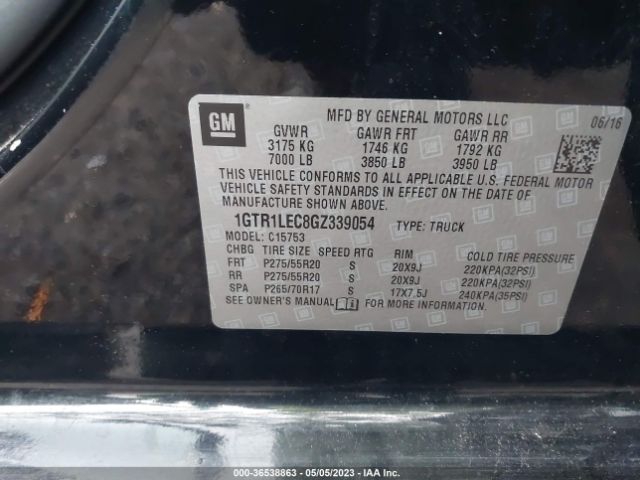 GM
MFD BY GENERAL MOTORS LLC
06/16
GVWR GAWR FRT GAWR RR
3175 KG 1746 KG 1792 KG
7000 LB 3850 LB 3950 LB
THIS VEHICLE CONFORMS TO ALL APPLICABLE U.S. FEDERAL MOTOR
VEHICLE SAFETY STANDARDS IN EFFECT ON THE DATE OF
MANUFACTURE SHOWN ABOVE.
1GTR1LEC8GZ339054 TYPE: TRUCK
MODEL: C15753
CHBG TIRE SIZE SPEED RTG RIM COLD TIRE PRESSURE
FRT P275/55R20 S 20X9J 220KPA(32PSI)
RR P275/55R20 S 20X9J 220KPA(32PSI)
SPA P265/70R17 S 17X7.5J 240KPA(35PSI)
SEE OWNER'S MANUAL FOR MORE INFORMATION.
000-36538863 - 05/05/2023 - IAA Inc.